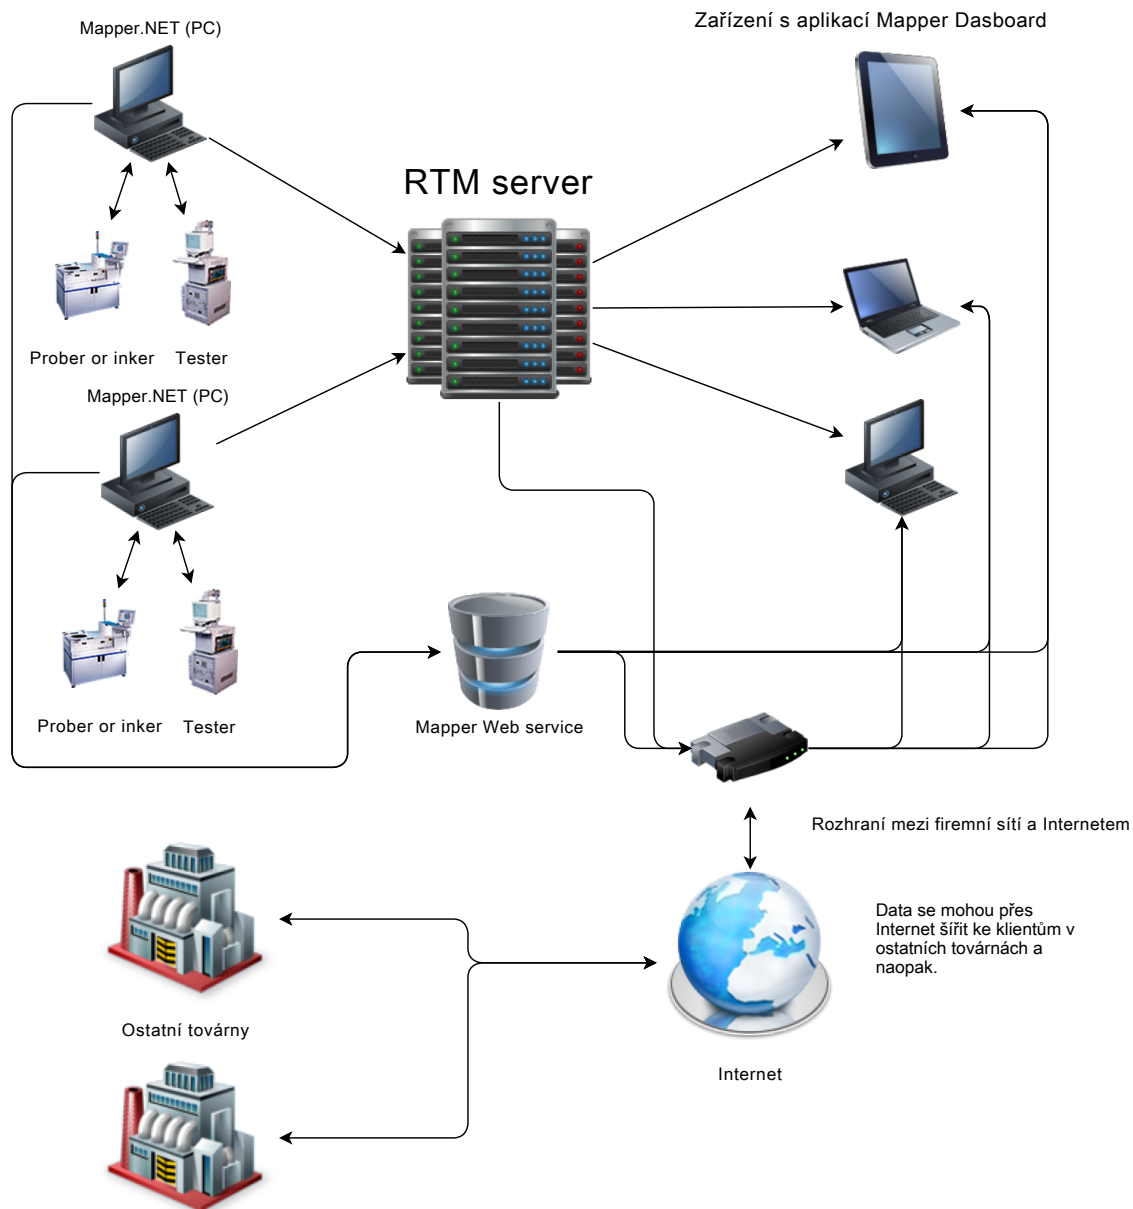 Mapper.NET (PC)
Zařízení s aplikací Mapper Dasboard
RTM server
Prober or inker
Tester
Mapper.NET (PC)
Prober or inker
Tester
Mapper Web service
Rozhraní mezi firemní sítí a Internetem
Data se mohou přes
Internet šířit ke klientům v
ostatních továrnách a
naopak.
Ostatní továrny
Internet